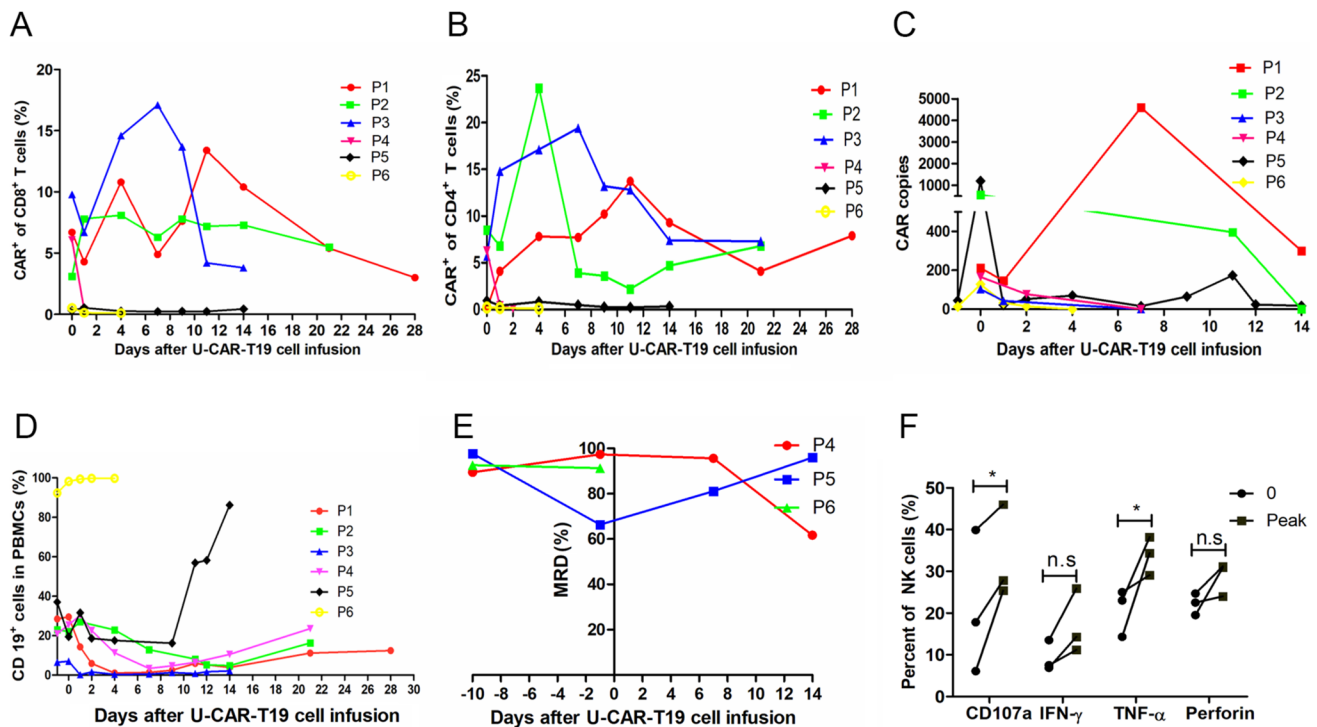 A
CAR+ of CD8+ T cells (%)
20
15
10
5
0
0 2 4 6 8 10 12 14 16 18 20 22 24 26 28
Days after U-CAR-T19 cell infusion
P1
P2
P3
P4
P5
P6
B
CAR+ of CD4+ T cells (%)
25
20
15
10
5
0
0 2 4 6 8 10 12 14 16 18 20 22 24 26 28
Days after U-CAR-T19 cell infusion
P1
P2
P3
P4
P5
P6
C
CAR copies
5000
4000
3000
2000
1000
400
200
0
0 2 4 6 8 10 12 14
Days after U-CAR-T19 cell infusion
P1
P2
P3
P4
P5
P6
D
CD 19+ cells in PBMCs (%)
100
80
60
40
20
0
0 2 4 6 8 10 12 14 16 18 20 22 24 26 28 30
Days after U-CAR-T19 cell infusion
P1
P2
P3
P4
P5
P6
E
MRD (%)
100
80
60
40
20
-10 -8 -6 -4 -2 0 2 4 6 8 10 12 14
Days after U-CAR-T19 cell infusion
P4
P5
P6
F
Percent of NK cells (%)
50
40
30
20
10
0
*
n.s
*
n.s
CD107a IFN-γ TNF-α Perforin
0
Peak